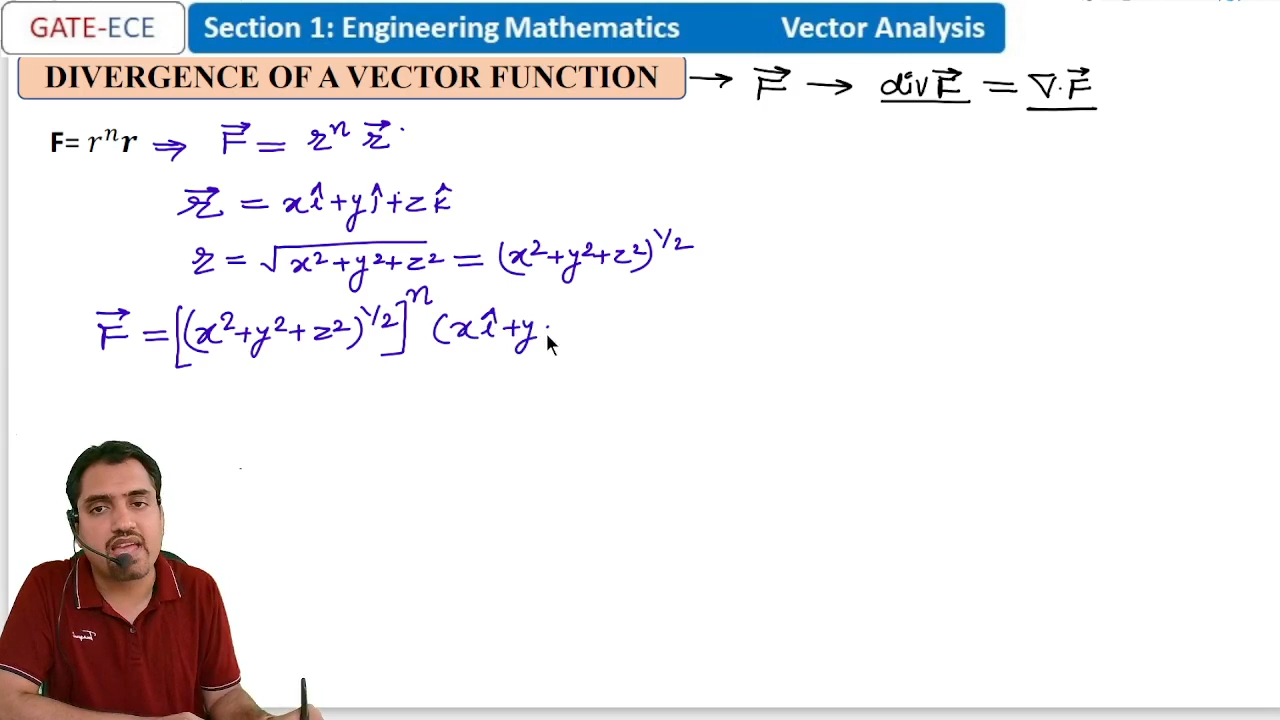 GATE-ECE Section 1: Engineering Mathematics Vector Analysis
DIVERGENCE OF A VECTOR FUNCTION → F⃗ → div F⃗ = ∇.F⃗
F= rⁿr ⇒ F⃗ = rⁿ r⃗.
r⃗ = xî+yĵ+zk̂
r = √(x²+y²+z²) = (x²+y²+z²)^1/2
F⃗ = [(x²+y²+z²)^1/2]ⁿ (xî+y